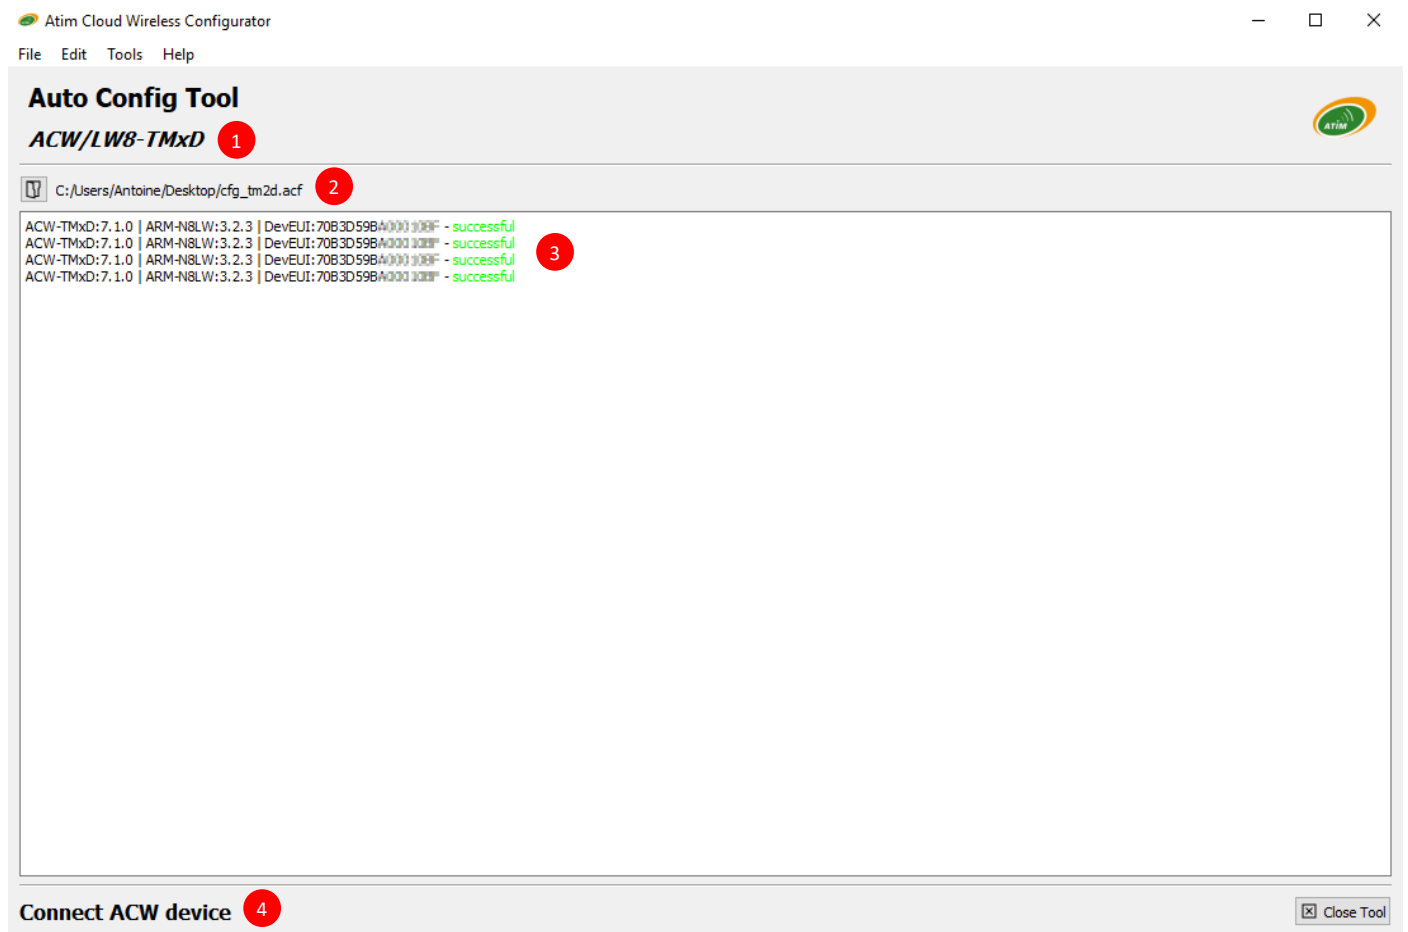 Atim Cloud Wireless Configurator
File Edit Tools Help
Auto Config Tool
ATIM
ACW/LW8-TMxD 1
C:/Users/Antoine/Desktop/cfg_tm2d.acf 2
ACW-TMxD:7.1.0 | ARM-N8LW:3.2.3 | DevEUI:70B3D59B - successful
ACW-TMxD:7.1.0 | ARM-N8LW:3.2.3 | DevEUI:70B3D59B - successful
3
ACW-TMxD:7.1.0 | ARM-N8LW:3.2.3 | DevEUI:70B3D59B - successful
ACW-TMxD:7.1.0 | ARM-N8LW:3.2.3 | DevEUI:70B3D59B - successful
Connect ACW device 4
Close Tool